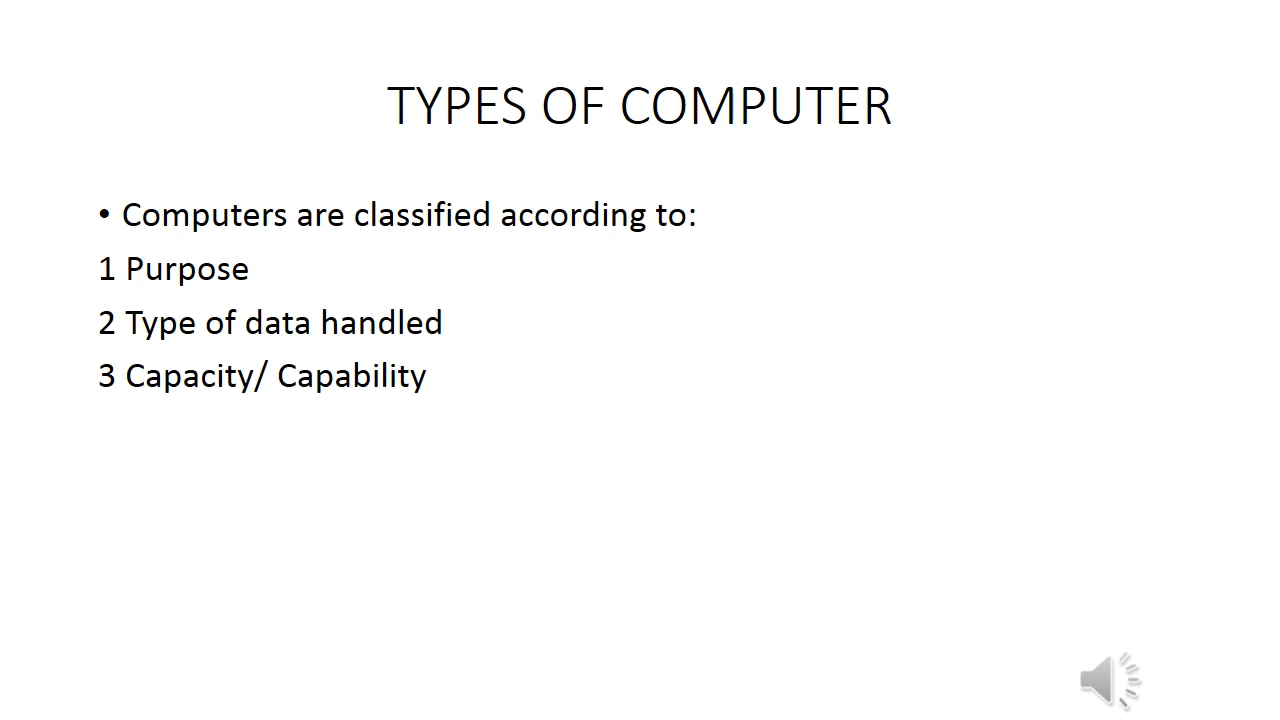 TYPES OF COMPUTER
• Computers are classified according to:
1 Purpose
2 Type of data handled
3 Capacity/ Capability